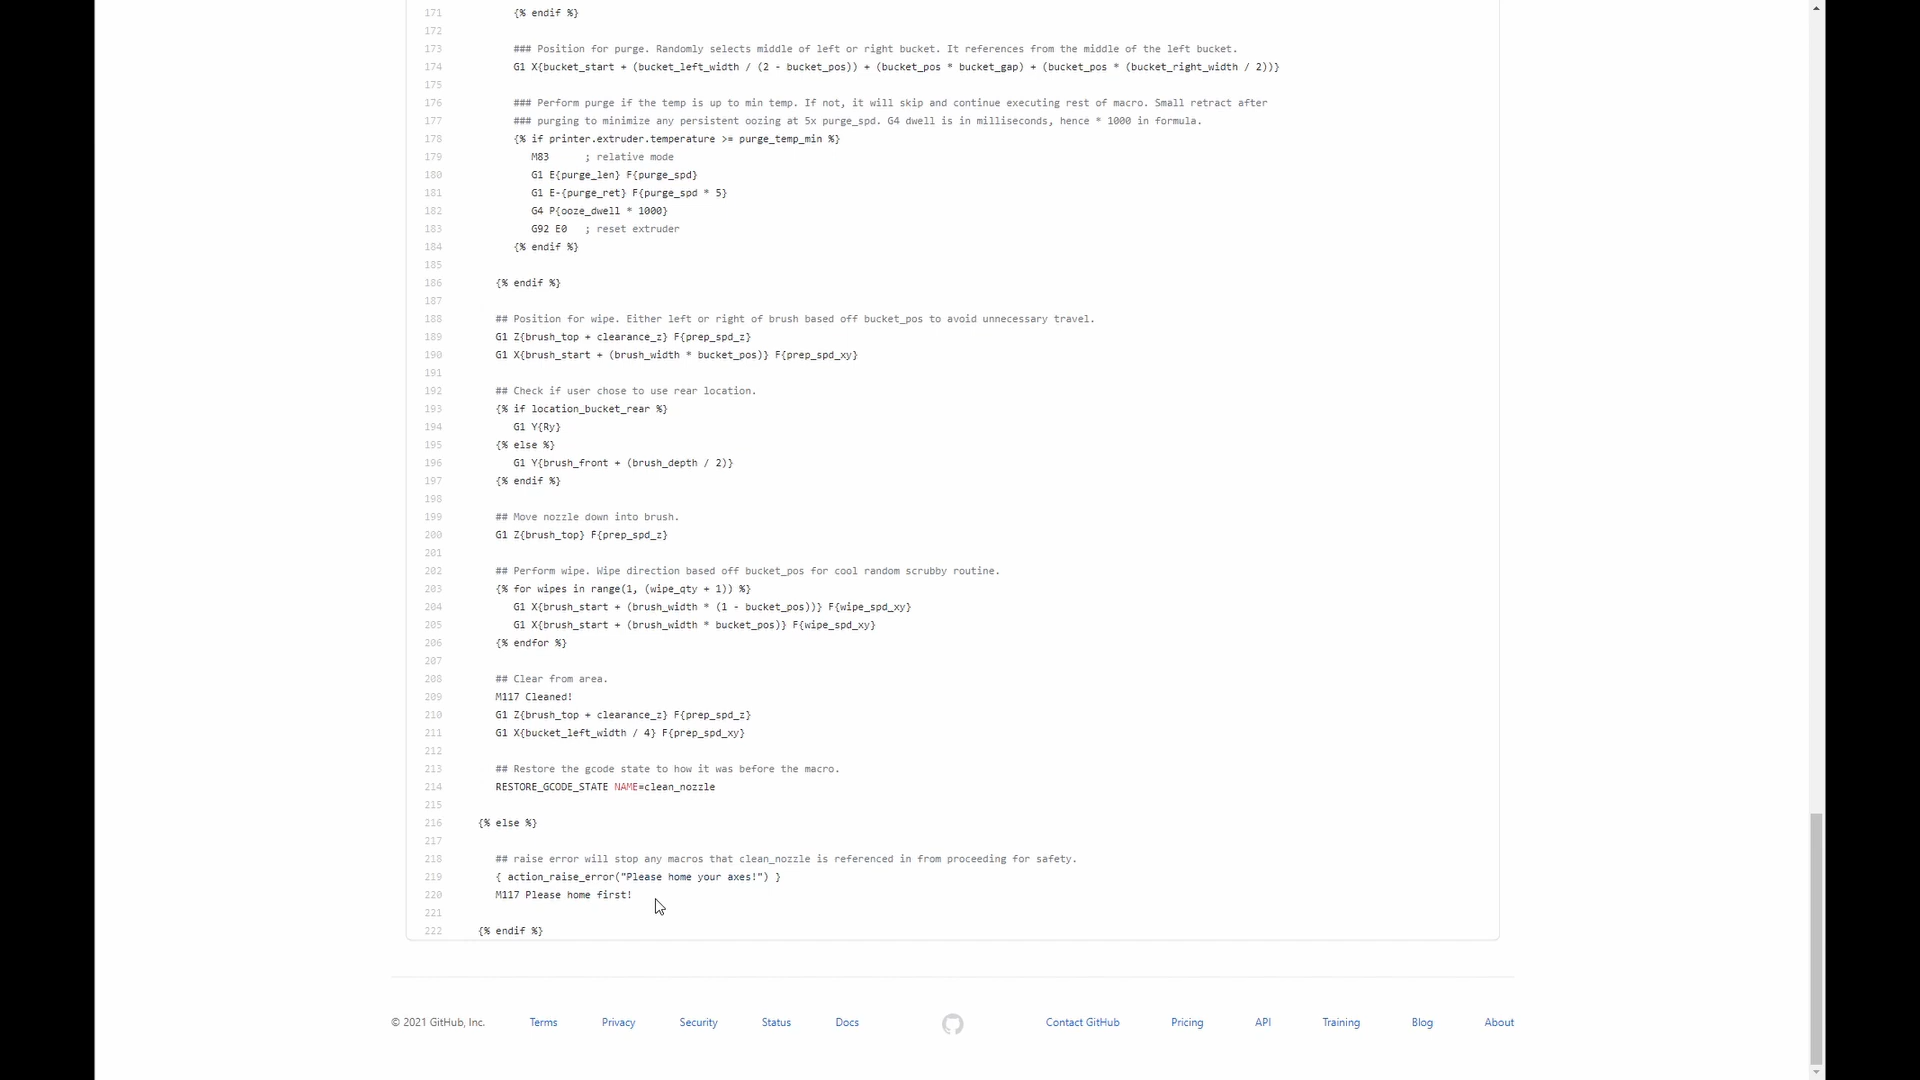 171 {% endif %}
172
173 ### Position for purge. Randomly selects middle of left or right bucket. It references from the middle of the left bucket.
174 G1 X{bucket_start + (bucket_left_width / (2 - bucket_pos)) + (bucket_pos * bucket_gap) + (bucket_pos * (bucket_right_width / 2))}
175
176 ### Perform purge if the temp is up to min temp. If not, it will skip and continue executing rest of macro. Small retract after
177 ### purging to minimize any persistent oozing at 5x purge_spd. G4 dwell is in milliseconds, hence * 1000 in formula.
178 {% if printer.extruder.temperature >= purge_temp_min %}
179 M83 ; relative mode
180 G1 E{purge_len} F{purge_spd}
181 G1 E-{purge_ret} F{purge_spd * 5}
182 G4 P{ooze_dwell * 1000}
183 G92 E0 ; reset extruder
184 {% endif %}
185
186 {% endif %}
187
188 ## Position for wipe. Either left or right of brush based off bucket_pos to avoid unnecessary travel.
189 G1 Z{brush_top + clearance_z} F{prep_spd_z}
190 G1 X{brush_start + (brush_width * bucket_pos)} F{prep_spd_xy}
191
192 ## Check if user chose to use rear location.
193 {% if location_bucket_rear %}
194 G1 Y{Ry}
195 {% else %}
196 G1 Y{brush_front + (brush_depth / 2)}
197 {% endif %}
198
199 ## Move nozzle down into brush.
200 G1 Z{brush_top} F{prep_spd_z}
201
202 ## Perform wipe. Wipe direction based off bucket_pos for cool random scrubby routine.
203 {% for wipes in range(1, (wipe_qty + 1)) %}
204 G1 X{brush_start + (brush_width * (1 - bucket_pos))} F{wipe_spd_xy}
205 G1 X{brush_start + (brush_width * bucket_pos)} F{wipe_spd_xy}
206 {% endfor %}
207
208 ## Clear from area.
209 M117 Cleaned!
210 G1 Z{brush_top + clearance_z} F{prep_spd_z}
211 G1 X{bucket_left_width / 4} F{prep_spd_xy}
212
213 ## Restore the gcode state to how it was before the macro.
214 RESTORE_GCODE_STATE NAME=clean_nozzle
215
216 {% else %}
217
218 ## raise error will stop any macros that clean_nozzle is referenced in from proceeding for safety.
219 { action_raise_error("Please home your axes!") }
220 M117 Please home first!
221
222 {% endif %}
© 2021 GitHub, Inc. Terms Privacy Security Status Docs Contact GitHub Pricing API Training Blog About